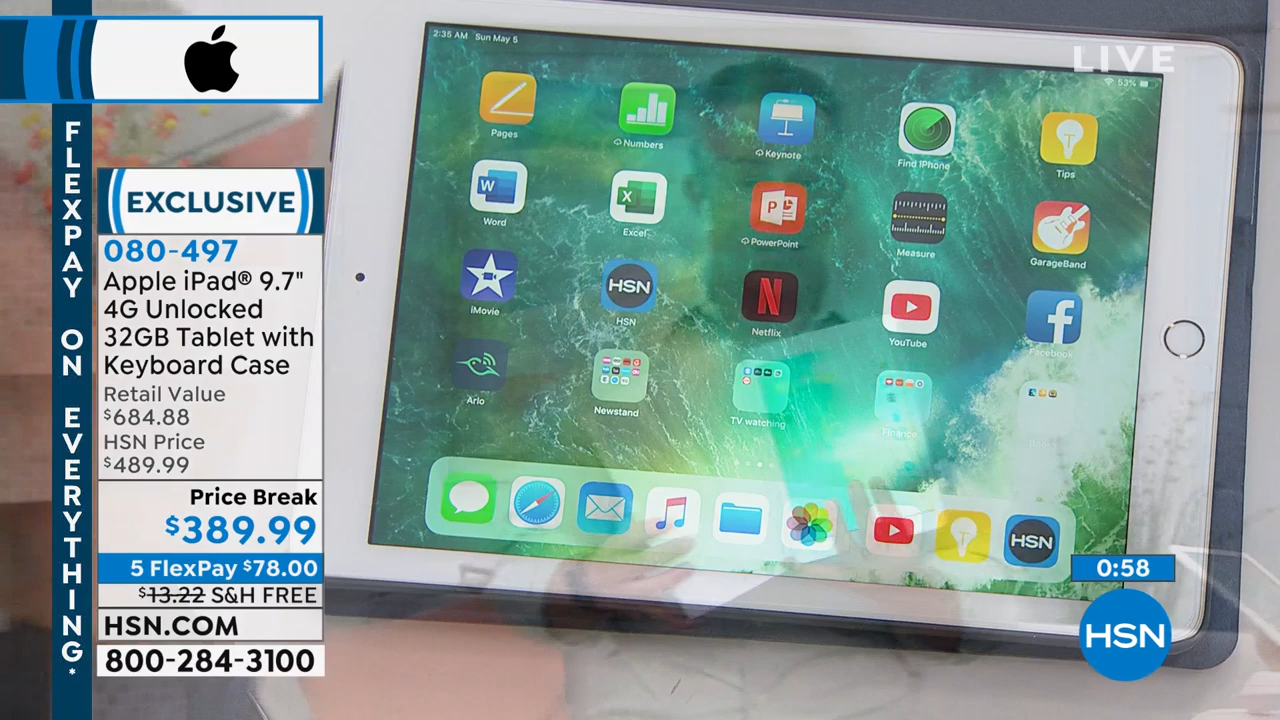 FLEXPAY ON EVERYTHING*
EXCLUSIVE
080-497
Apple iPad® 9.7"
4G Unlocked
32GB Tablet with
Keyboard Case
Retail Value
$684.88
HSN Price
$489.99
Price Break
$389.99
5 FlexPay $78.00
$13.22 S&H FREE
HSN.COM
800-284-3100
LIVE
2:35 AM Sun May 5
53%
Pages
Numbers
Keynote
Find iPhone
Tips
Word
Excel
PowerPoint
Measure
GarageBand
iMovie
HSN
HSN
Netflix
YouTube
Facebook
Arlo
Newstand
TV watching
Finance
HSN
0:58
HSN